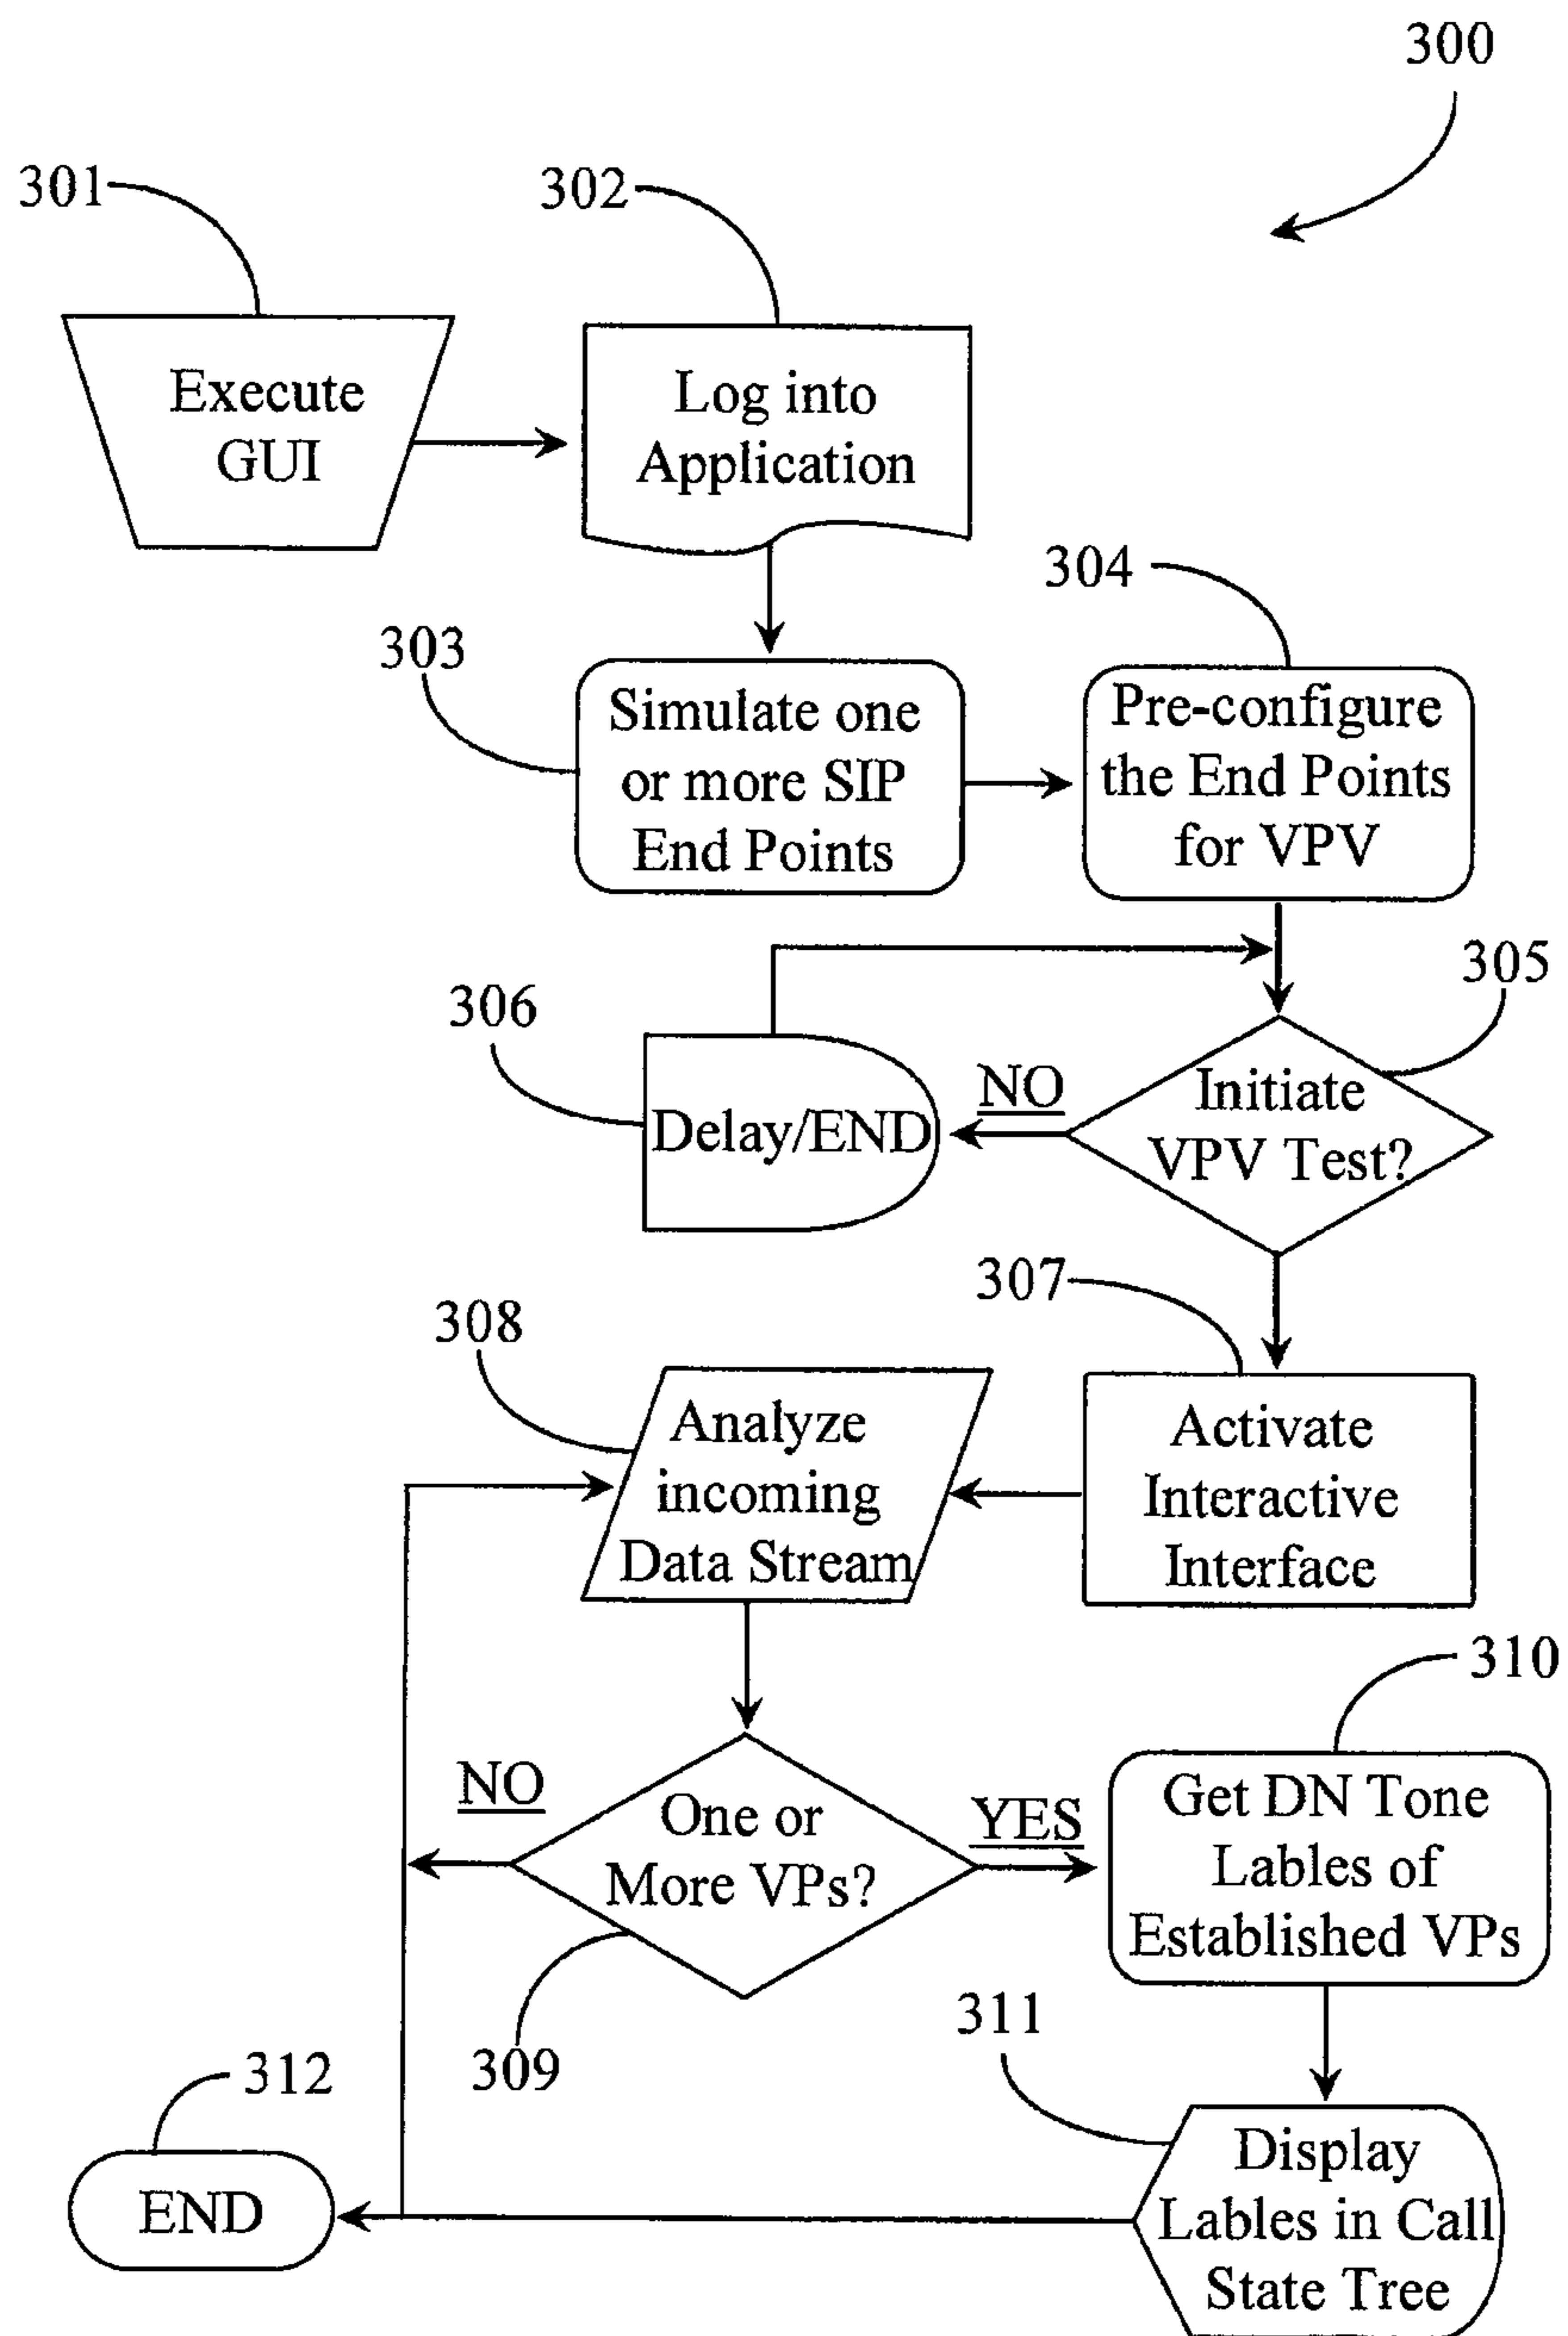 300
301
302
Execute
GUI
Log into
Application
303
304
Simulate one
or more SIP
End Points
Pre-configure
the End Points
for VPV
305
306
NO
Delay/END
Initiate
VPV Test?
307
308
Analyze
incoming
Data Stream
Activate
Interactive
Interface
310
NO
One or
More VPs?
YES
Get DN Tone
Lables of
Established VPs
309
311
312
END
Display
Lables in Call
State Tree